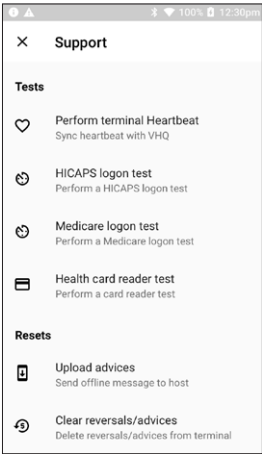 100% 12:30pm
Support
Tests
Perform terminal Heartbeat
Sync heartbeat with VHQ
HICAPS logon test
Perform a HICAPS logon test
Medicare logon test
Perform a Medicare logon test
Health card reader test
Perform a card reader test
Resets
Upload advices
Send offline message to host
Clear reversals/advices
Delete reversals/advices from terminal